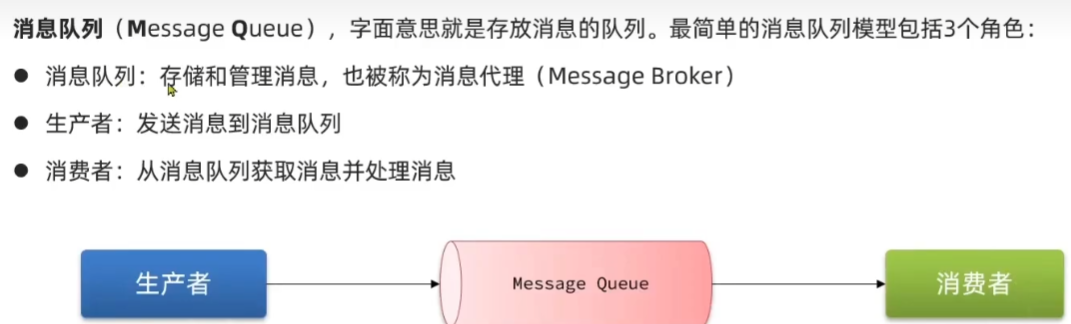 消息队列（Message Queue），字面意思就是存放消息的队列。最简单的消息队列模型包括3个角色：
● 消息队列：存储和管理消息，也被称为消息代理（Message Broker）
● 生产者：发送消息到消息队列
● 消费者：从消息队列获取消息并处理消息
生产者 Message Queue 消费者